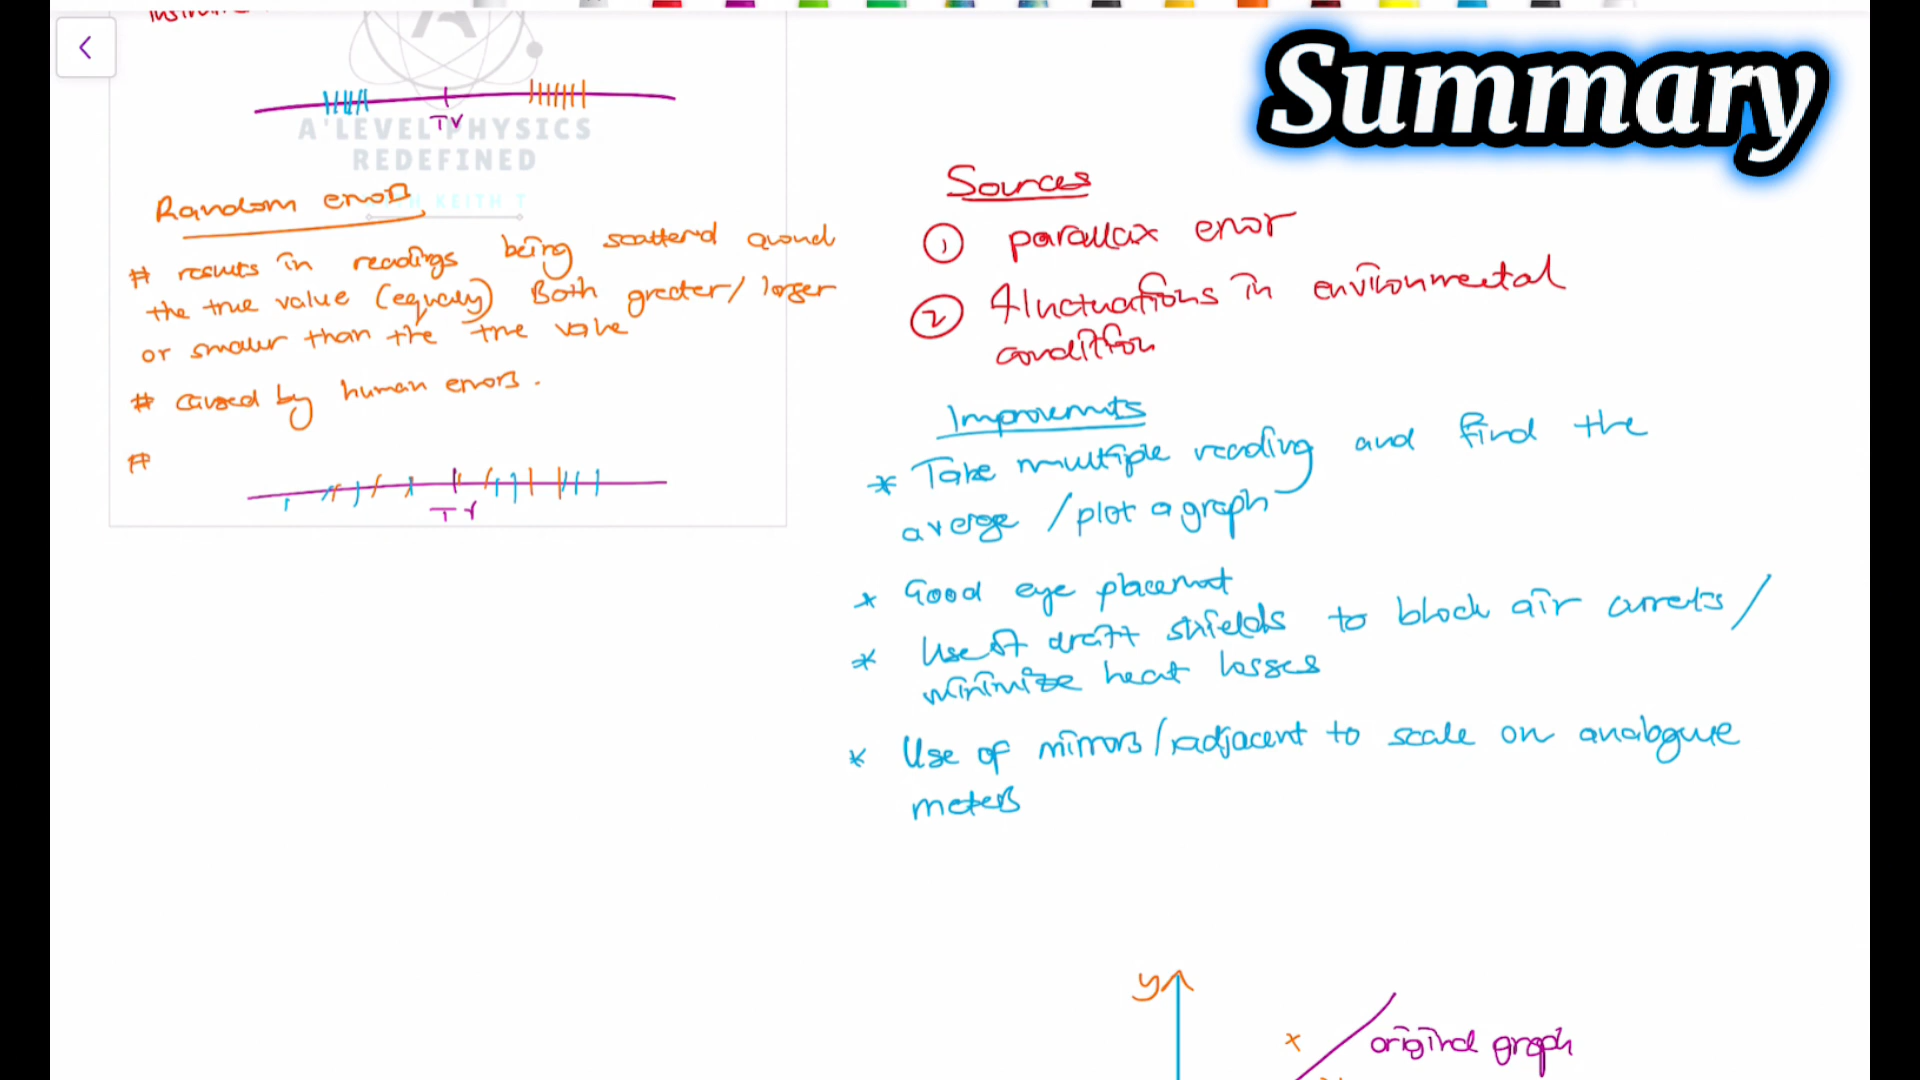 Summary
TV
A'LEVEL PHYSICS
REDEFINED
KEITH T
Random errors
# results in readings being scattered around
the true value (equally) Both greater/larger
or smaller than the true value
# caused by human errors.
#
TV
Sources
① parallax error
② fluctuations in environmental
condition
Improvements
* Take multiple reading and find the
average / plot a graph
* Good eye placement
* Use of draft shields to block air currents /
minimize heat losses
* Use of mirrors / adjacent to scale on analogue
meters
y
x
original graph